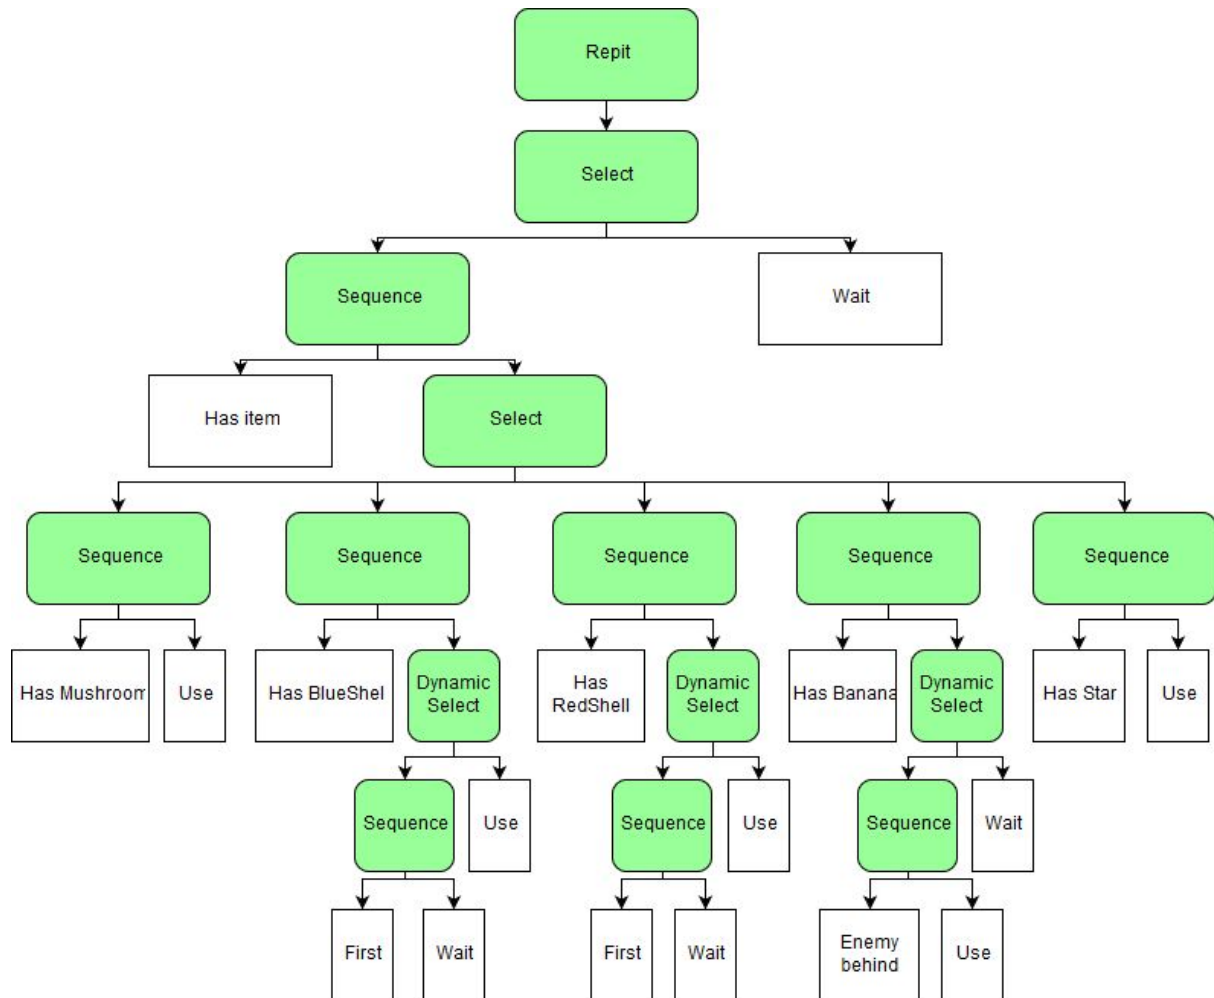 Repit
Select
Sequence
Wait
Has item
Select
Sequence
Sequence
Sequence
Sequence
Sequence
Has Mushroom
Use
Has BlueShel
Dynamic
Select
Has
RedShell
Dynamic
Select
Has Banana
Dynamic
Select
Has Star
Use
Sequence
Use
Sequence
Use
Sequence
Wait
First
Wait
First
Wait
Enemy
behind
Use